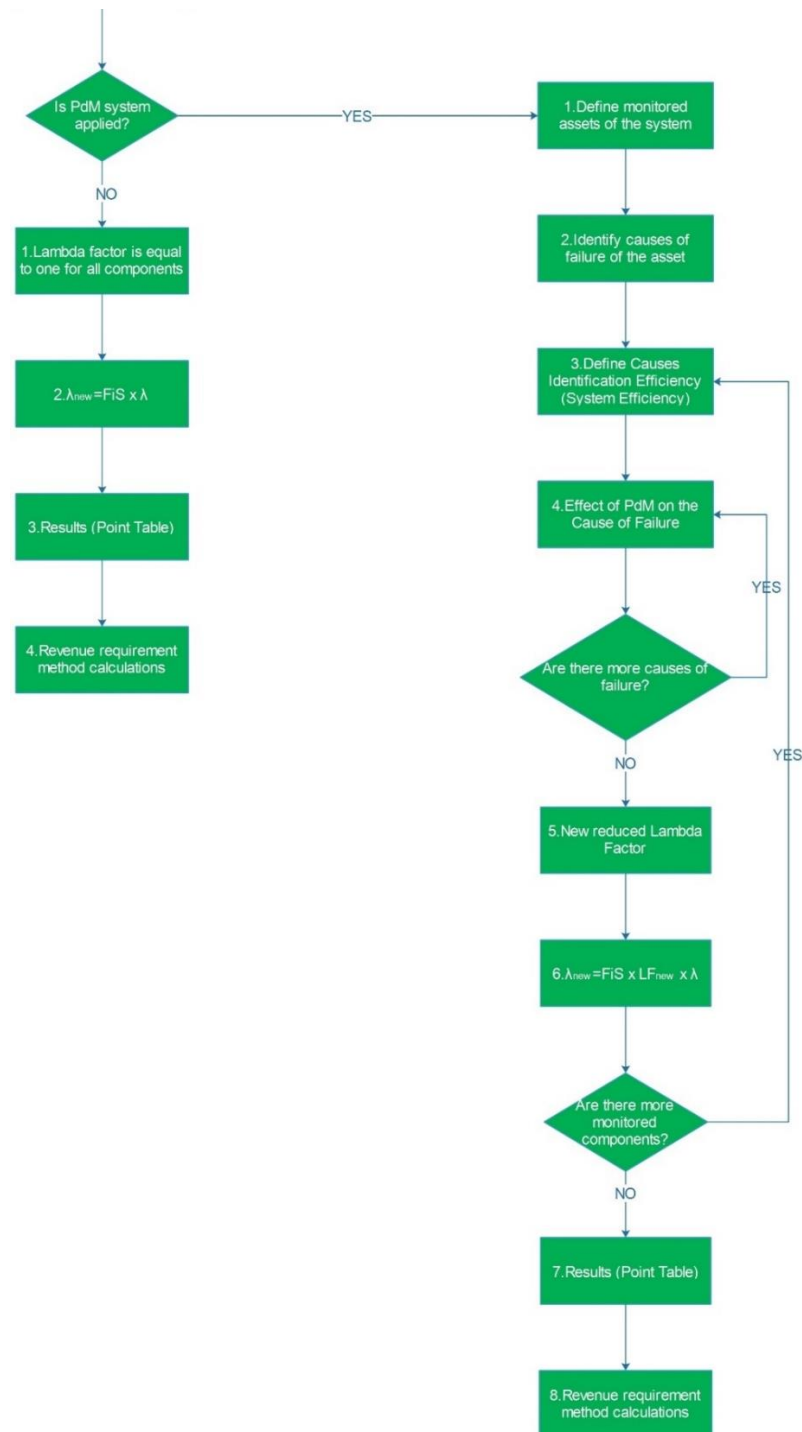 Is PdM system
applied?
YES
NO
1.Lambda factor is equal
to one for all components
2.λnew=FiS x λ
3.Results (Point Table)
4.Revenue requirement
method calculations
1.Define monitored
assets of the system
2.Identify causes of
failure of the asset
3.Define Causes
Identification Efficiency
(System Efficiency)
4.Effect of PdM on the
Cause of Failure
YES
Are there more causes of
failure?
NO
YES
5.New reduced Lambda
Factor
6.λnew=FiS x LFnew x λ
Are there more
monitored
components?
NO
7.Results (Point Table)
8.Revenue requirement
method calculations